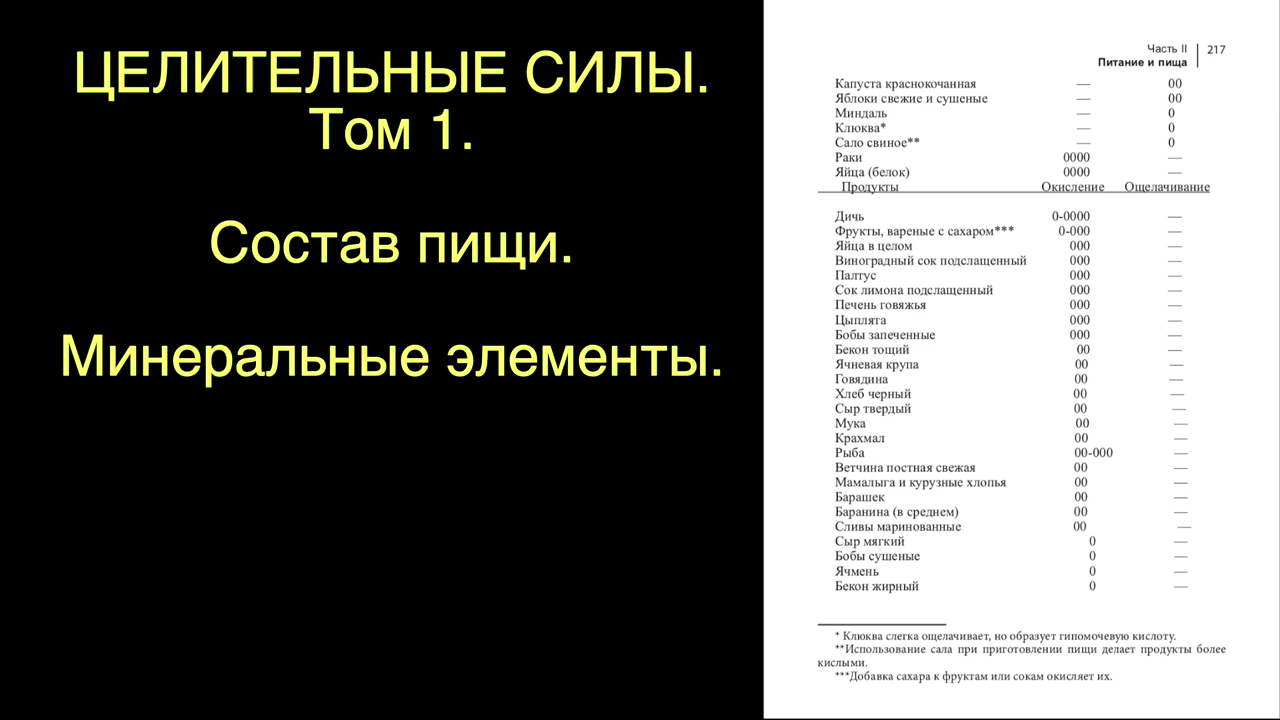 ЦЕЛИТЕЛЬНЫЕ СИЛЫ.
Том 1.
Состав пищи.
Минеральные элементы.
Часть II 217
Питание и пища
Капуста краснокочанная — 00
Яблоки свежие и сушеные — 00
Миндаль — 0
Клюква* — 0
Сало свиное** — 0
Раки 0000 —
Яйца (белок) 0000 —
Продукты Окисление Ощелачивание
Дичь 0-0000 —
Фрукты, вареные с сахаром*** 0-000 —
Яйца в целом 000 —
Виноградный сок подслащенный 000 —
Палтус 000 —
Сок лимона подслащенный 000 —
Печень говяжья 000 —
Цыплята 000 —
Бобы запеченные 000 —
Бекон тощий 00 —
Ячневая крупа 00 —
Говядина 00 —
Хлеб черный 00 —
Сыр твердый 00 —
Мука 00 —
Крахмал 00 —
Рыба 00-000 —
Ветчина постная свежая 00 —
Мамалыга и курузные хлопья 00 —
Барашек 00 —
Баранина (в среднем) 00 —
Сливы маринованные 00 —
Сыр мягкий 0 —
Бобы сушеные 0 —
Ячмень 0 —
Бекон жирный 0 —
* Клюква слегка ощелачивает, но образует гипомочевую кислоту.
**Использование сала при приготовлении пищи делает продукты более
кислыми.
***Добавка сахара к фруктам или сокам окисляет их.